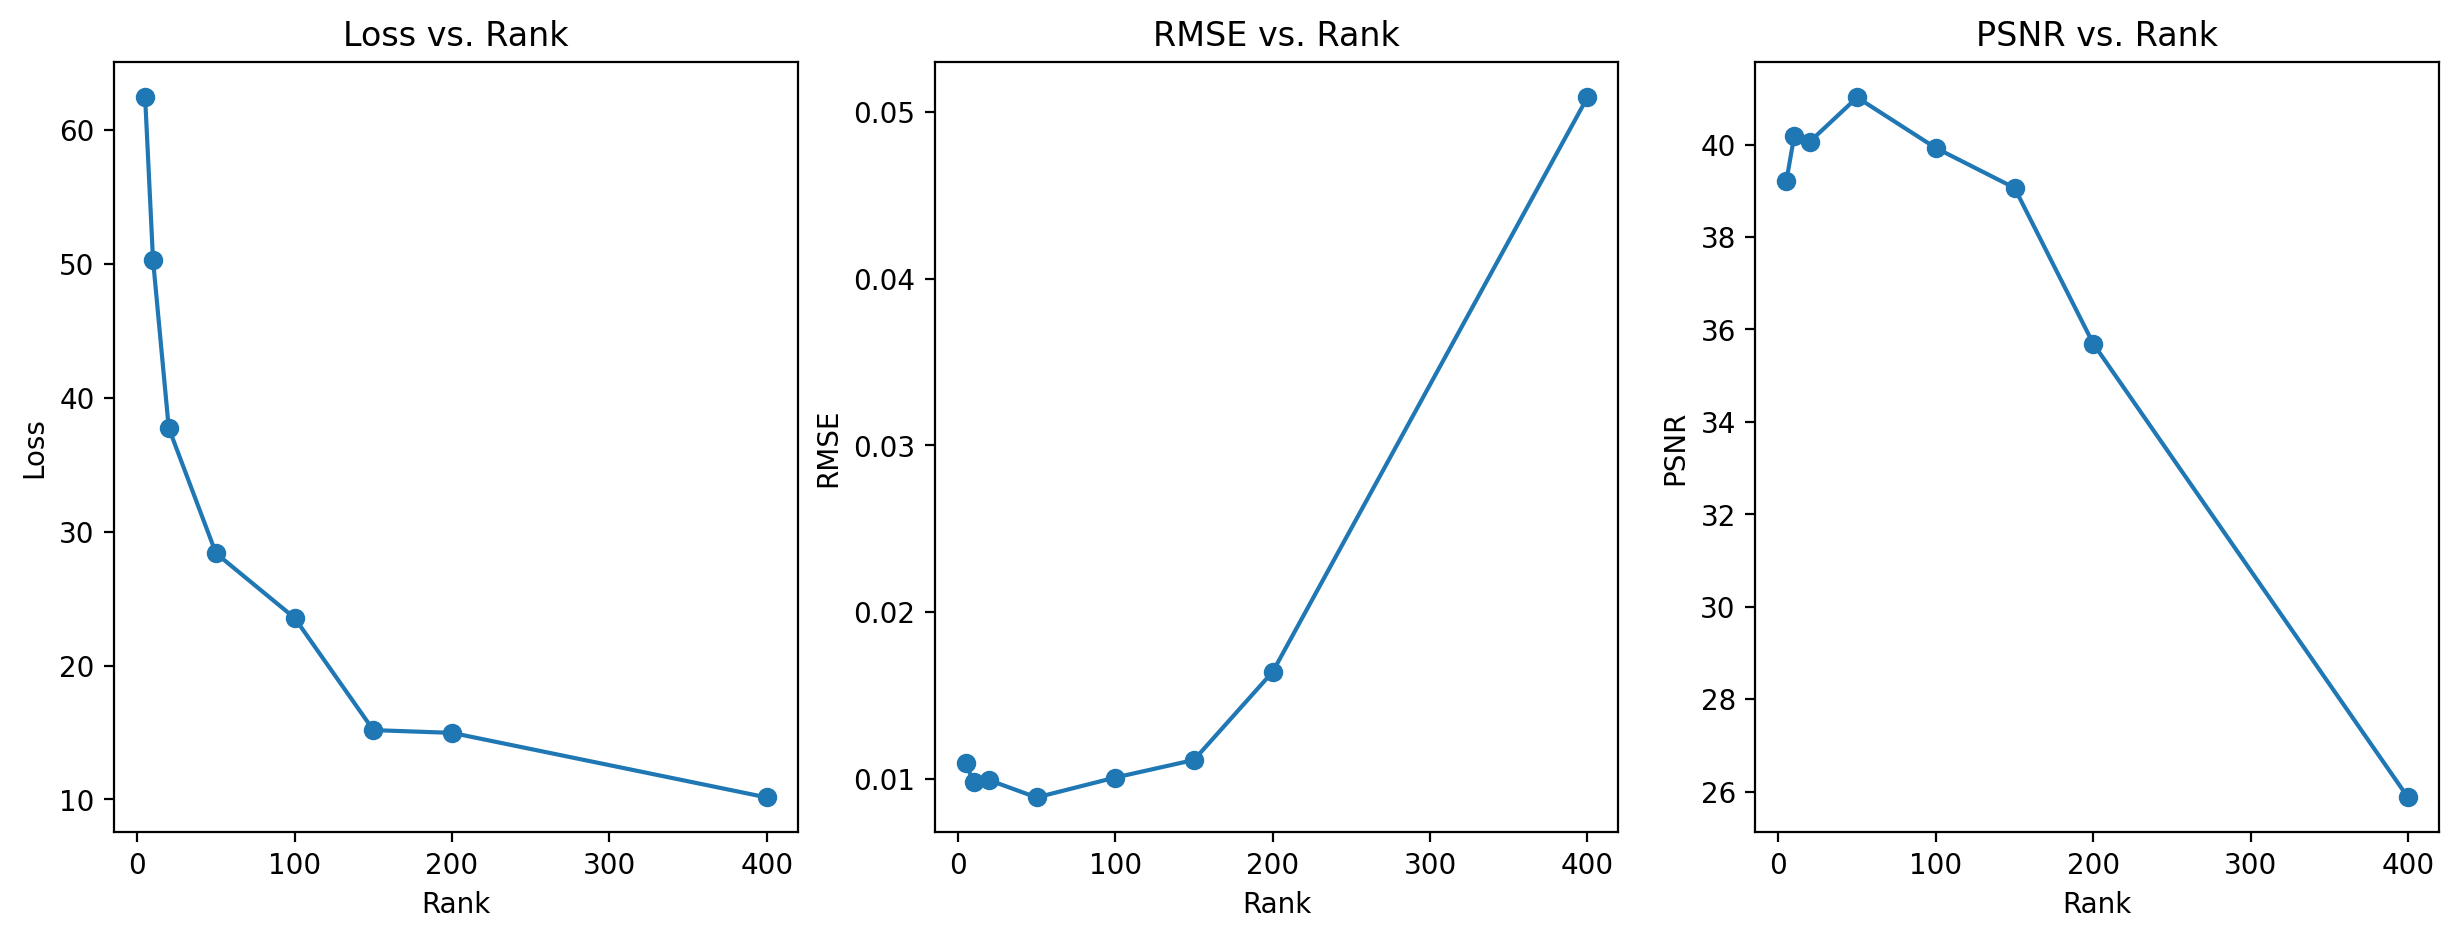 Loss vs. Rank
60
50
40
30
20
10
Loss
0 100 200 300 400
Rank
RMSE vs. Rank
0.05
0.04
0.03
0.02
0.01
RMSE
0 100 200 300 400
Rank
PSNR vs. Rank
40
38
36
34
32
30
28
26
PSNR
0 100 200 300 400
Rank